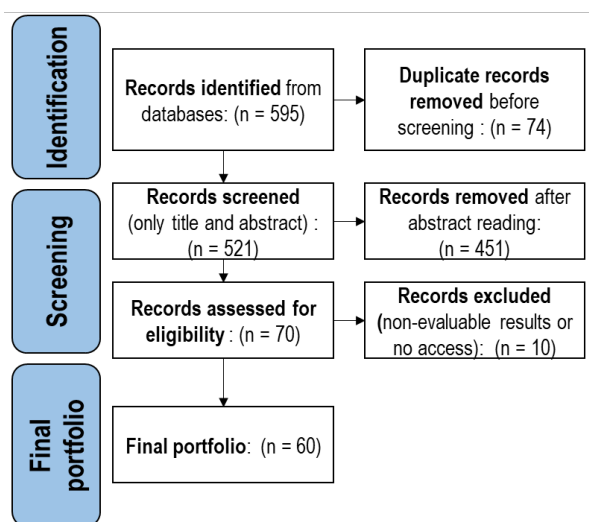 Identification
Records identified from
databases: (n = 595)
Duplicate records
removed before
screening : (n = 74)
Screening
Records screened
(only title and abstract) :
(n = 521)
Records removed after
abstract reading:
(n = 451)
Records assessed for
eligibility : (n = 70)
Records excluded
(non-evaluable results or
no access): (n = 10)
Final
portfolio
Final portfolio: (n = 60)